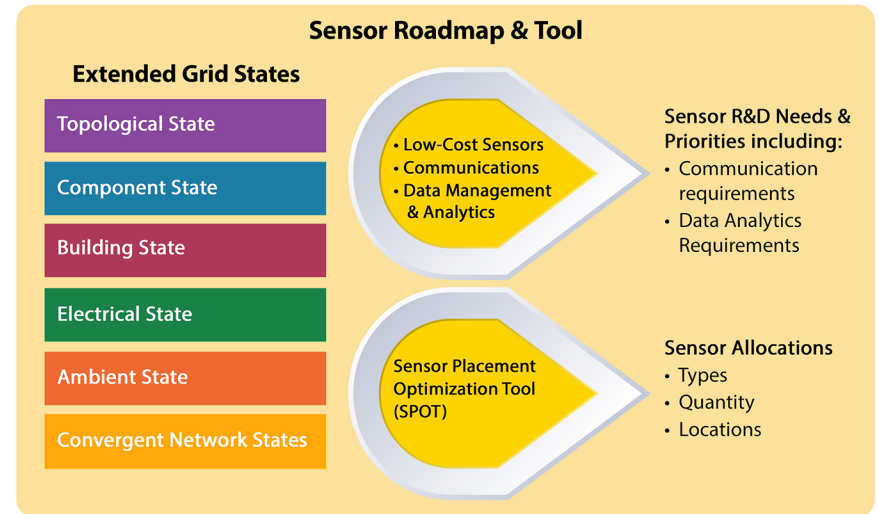 Sensor Roadmap & Tool
Extended Grid States
Topological State
Component State
Building State
Electrical State
Ambient State
Convergent Network States
• Low-Cost Sensors
• Communications
• Data Management
& Analytics
Sensor Placement
Optimization Tool
(SPOT)
Sensor R&D Needs &
Priorities including:
• Communication
requirements
• Data Analytics
Requirements
Sensor Allocations
• Types
• Quantity
• Locations